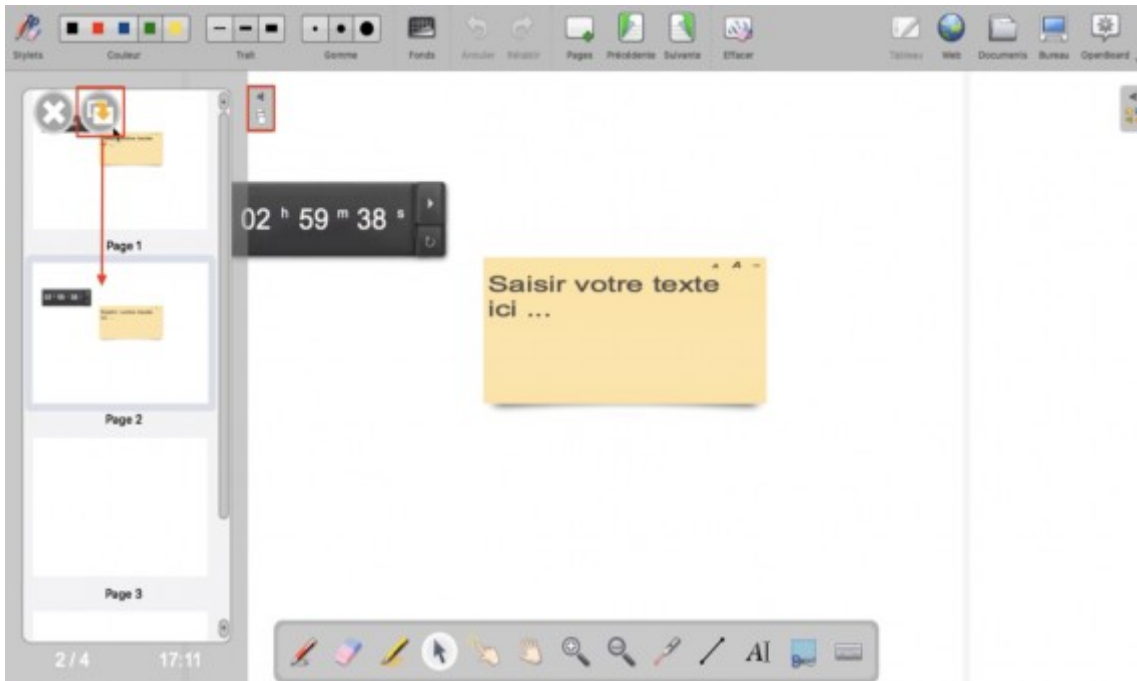 Stylets Couleur Trait Gomme Fonds Annuler Rétablir Pages Précédente Suivante Effacer Tableau Web Documents Bureau OpenBoard
02 h 59 m 38 s
Page 1
A A
Saisir votre texte
ici ...
Page 2
Page 3
2 / 4 17:11
AI